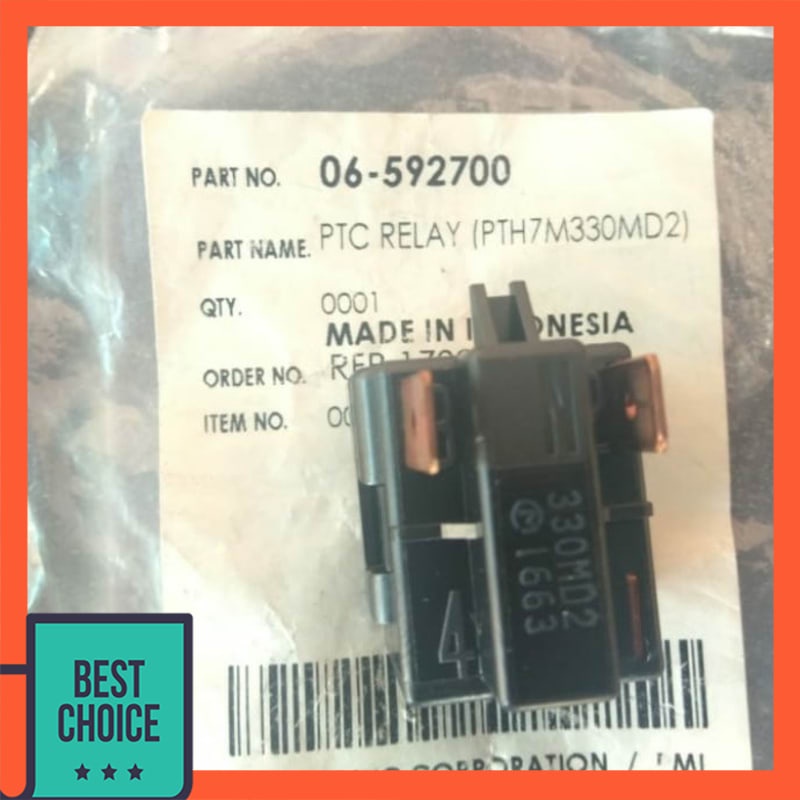 PART NO. 06-592700
PART NAME. PTC RELAY (PTH7M330MD2)
QTY. 0001
MADE IN
ORDER NO.
ITEM NO.
330MD2
1663
4
BEST
CHOICE
CORPORATION /